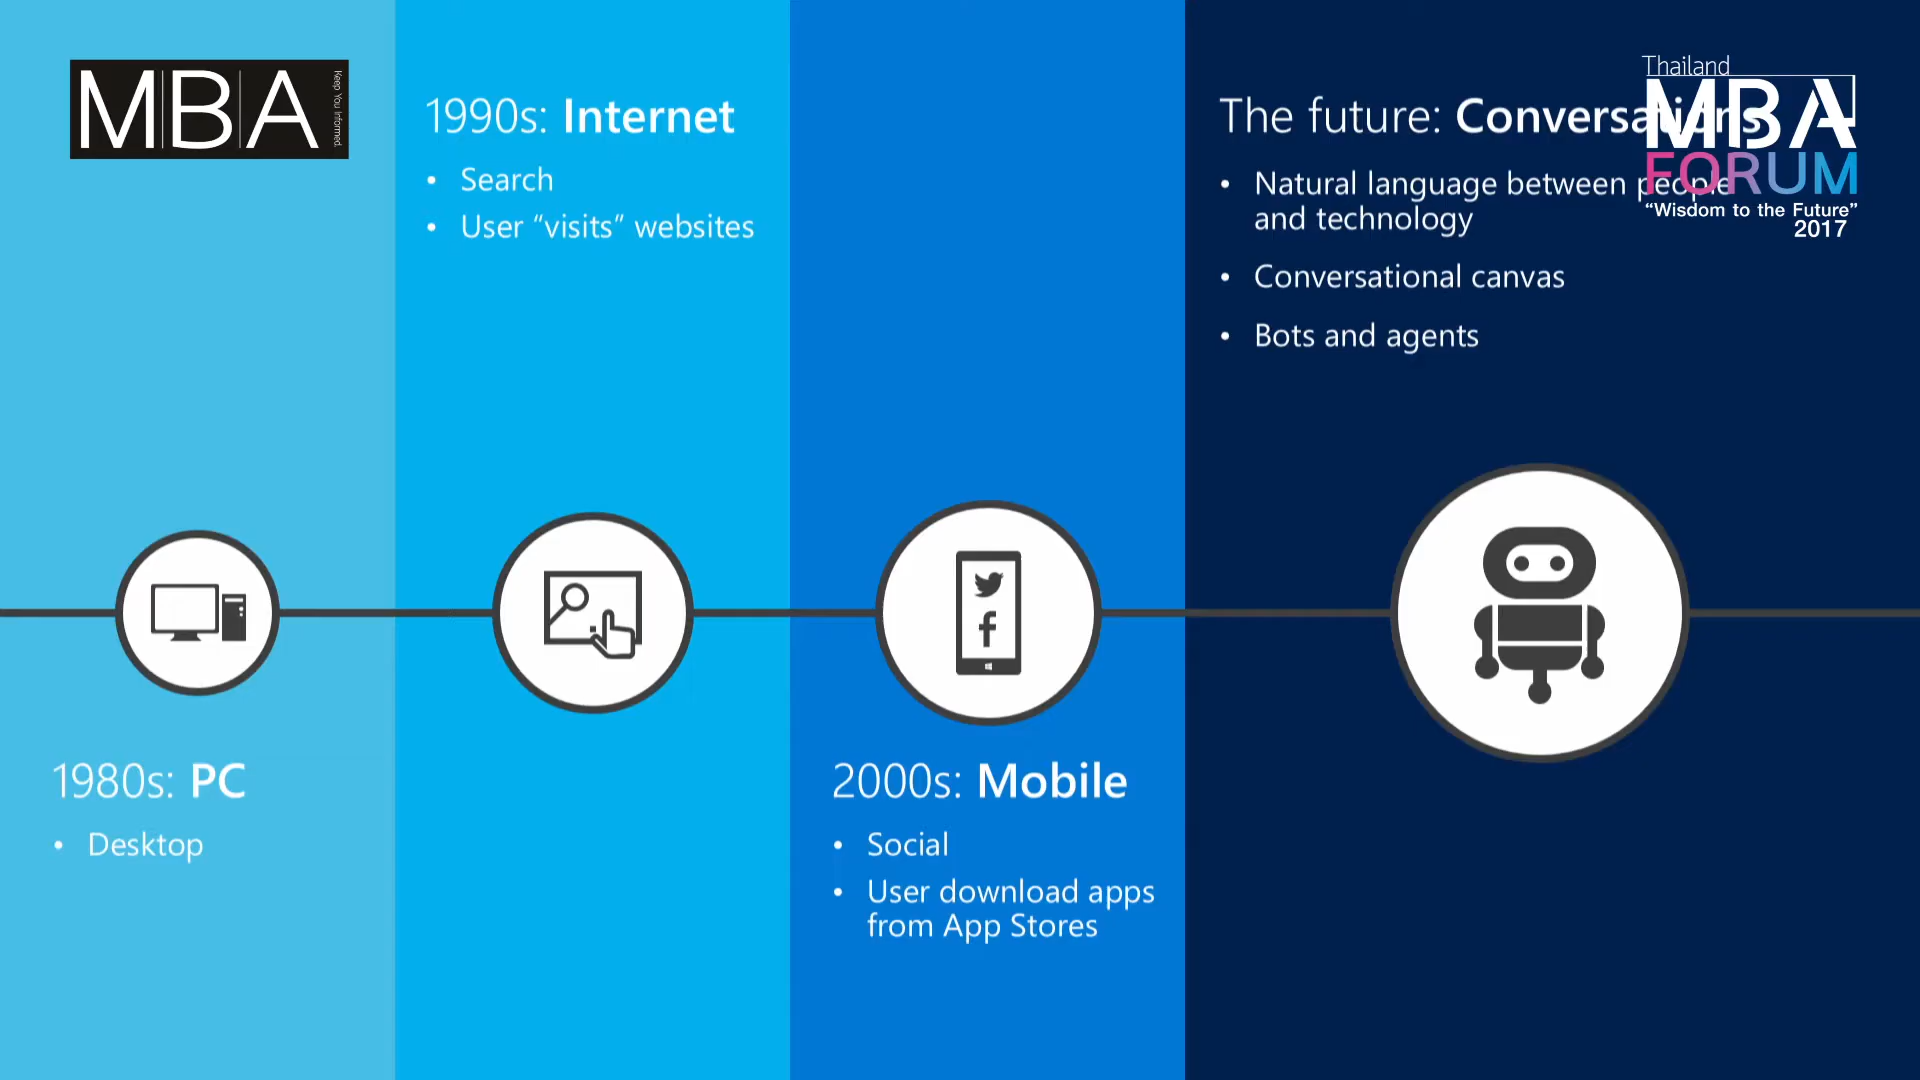 MBA
Keep You Informed.
1990s: Internet
• Search
• User “visits” websites
The future: Conversations
• Natural language between people
and technology
• Conversational canvas
• Bots and agents
Thailand
MBA
FORUM
“Wisdom to the Future”
2017
1980s: PC
• Desktop
2000s: Mobile
• Social
• User download apps
from App Stores